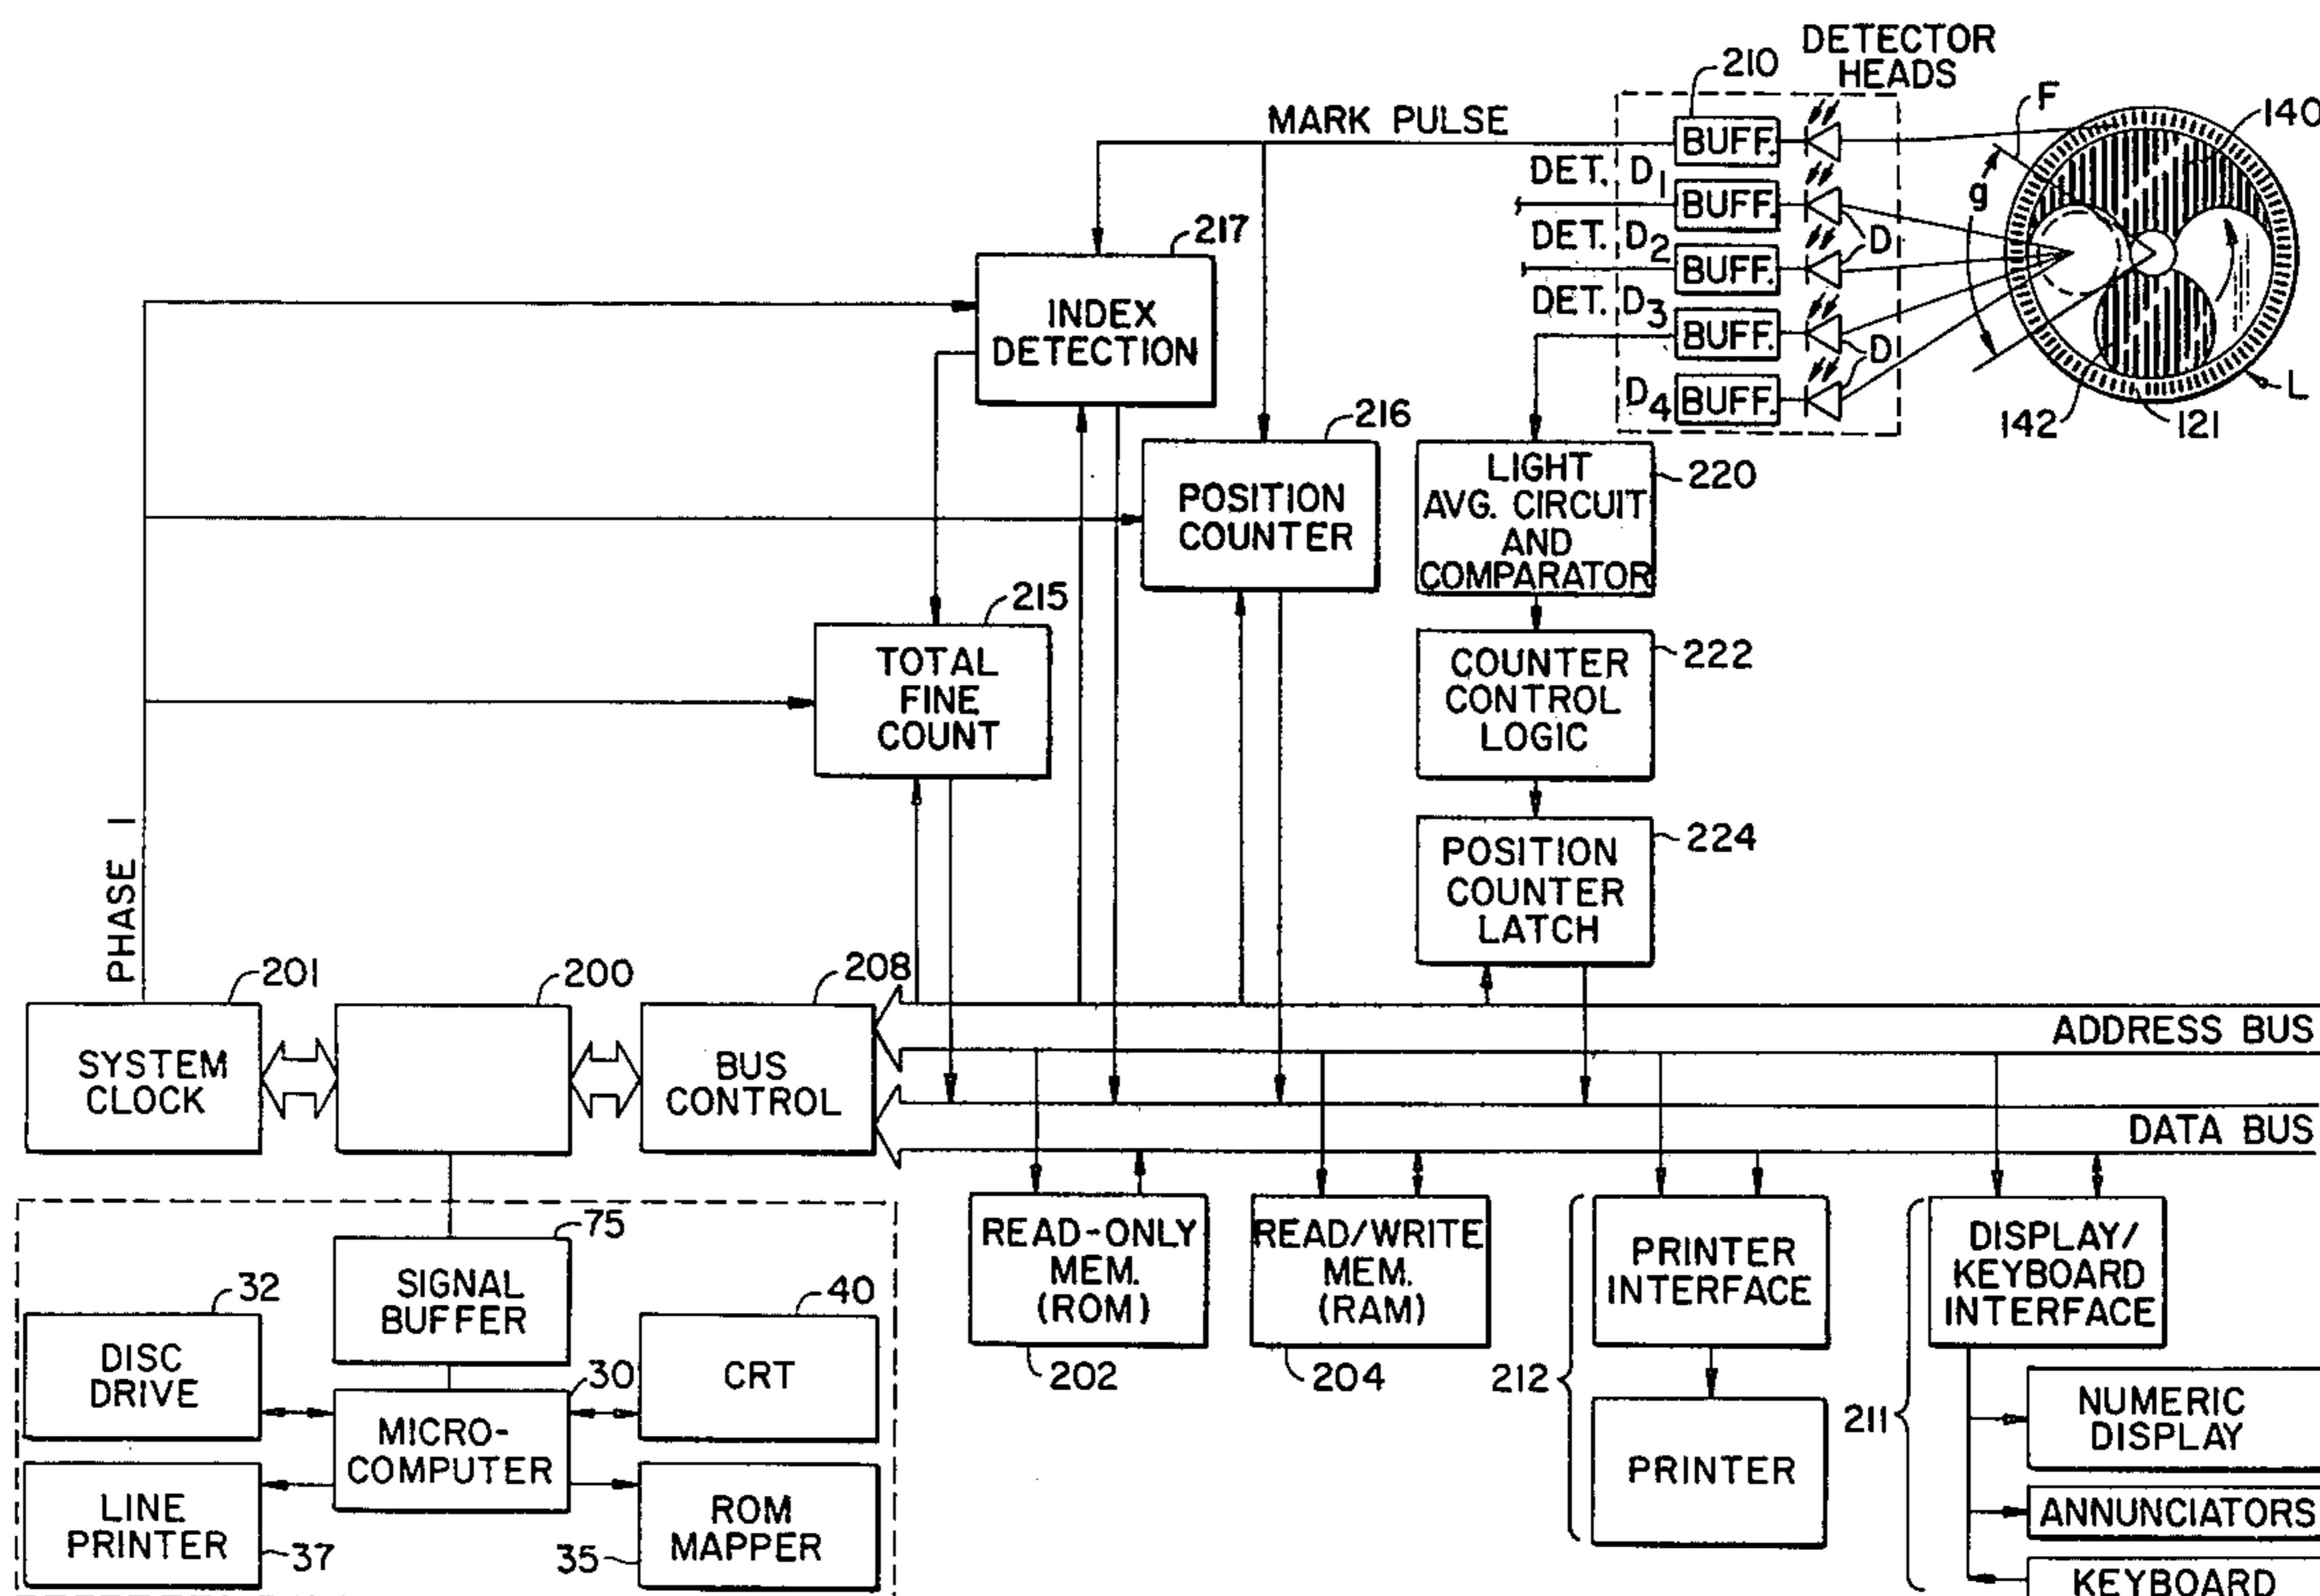 DETECTOR
HEADS
210
F
140
MARK PULSE
BUFF.
DET. D1
BUFF.
g
D
DET. D2
BUFF.
DET. D3
BUFF.
D
D4
BUFF.
L
142
121
217
INDEX
DETECTION
216
POSITION
COUNTER
LIGHT
AVG. CIRCUIT
AND
COMPARATOR
220
215
TOTAL
FINE
COUNT
COUNTER
CONTROL
LOGIC
222
POSITION
COUNTER
LATCH
224
PHASE 1
201
200
208
SYSTEM
CLOCK
BUS
CONTROL
ADDRESS BUS
DATA BUS
75
SIGNAL
BUFFER
32
DISC
DRIVE
40
CRT
30
MICRO-
COMPUTER
LINE
PRINTER
37
35
ROM
MAPPER
READ-ONLY
MEM.
(ROM)
202
READ/WRITE
MEM.
(RAM)
204
PRINTER
INTERFACE
212
PRINTER
DISPLAY/
KEYBOARD
INTERFACE
211
NUMERIC
DISPLAY
ANNUNCIATORS
KEYBOARD